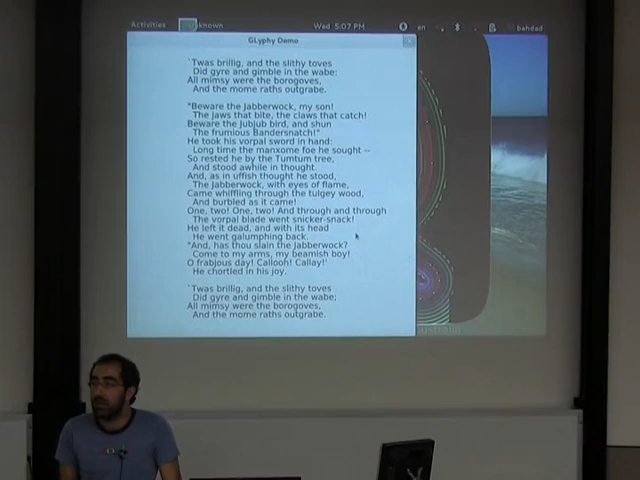 Activities
Unknown
Wed 5:07 PM
en
behdad
GLyphy Demo
`Twas brillig, and the slithy toves
Did gyre and gimble in the wabe:
All mimsy were the borogoves,
And the mome raths outgrabe.
"Beware the Jabberwock, my son!
The jaws that bite, the claws that catch!
Beware the Jubjub bird, and shun
The frumious Bandersnatch!"
He took his vorpal sword in hand:
Long time the manxome foe he sought --
So rested he by the Tumtum tree,
And stood awhile in thought.
And, as in uffish thought he stood,
The Jabberwock, with eyes of flame,
Came whiffling through the tulgey wood,
And burbled as it came!
One, two! One, two! And through and through
The vorpal blade went snicker-snack!
He left it dead, and with its head
He went galumphing back.
"And, has thou slain the Jabberwock?
Come to my arms, my beamish boy!
O frabjous day! Callooh! Callay!'
He chortled in his joy.
`Twas brillig, and the slithy toves
Did gyre and gimble in the wabe;
All mimsy were the borogoves,
And the mome raths outgrabe.